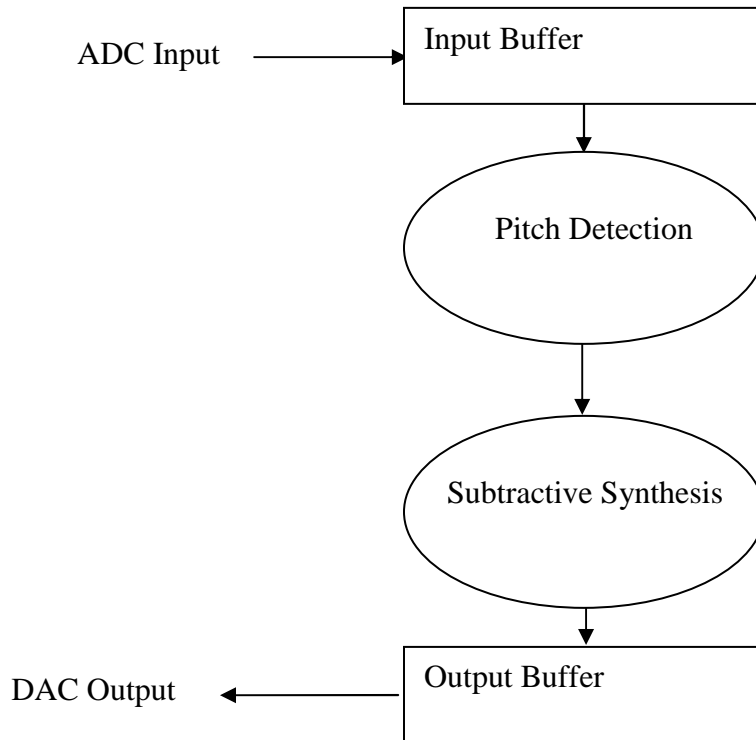 ADC Input
Input Buffer
Pitch Detection
Subtractive Synthesis
DAC Output
Output Buffer